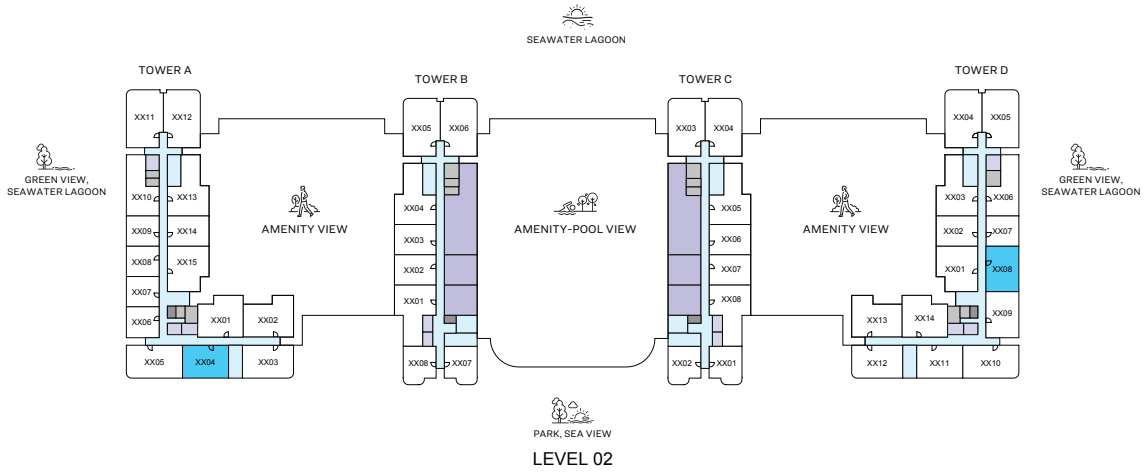 SEAWATER LAGOON
TOWER A
TOWER B
TOWER C
TOWER D
XX11
XX12
XX05
XX06
XX03
XX04
XX04
XX05
GREEN VIEW,
SEAWATER LAGOON
GREEN VIEW,
SEAWATER LAGOON
XX10
XX13
XX04
XX05
XX03
XX06
XX09
XX14
AMENITY VIEW
XX03
AMENITY-POOL VIEW
XX06
AMENITY VIEW
XX02
XX07
XX08
XX15
XX02
XX07
XX01
XX08
XX07
XX01
XX08
XX06
XX01
XX02
XX13
XX14
XX09
XX05
XX04
XX03
XX08
XX07
XX02
XX01
XX12
XX11
XX10
PARK, SEA VIEW
LEVEL 02